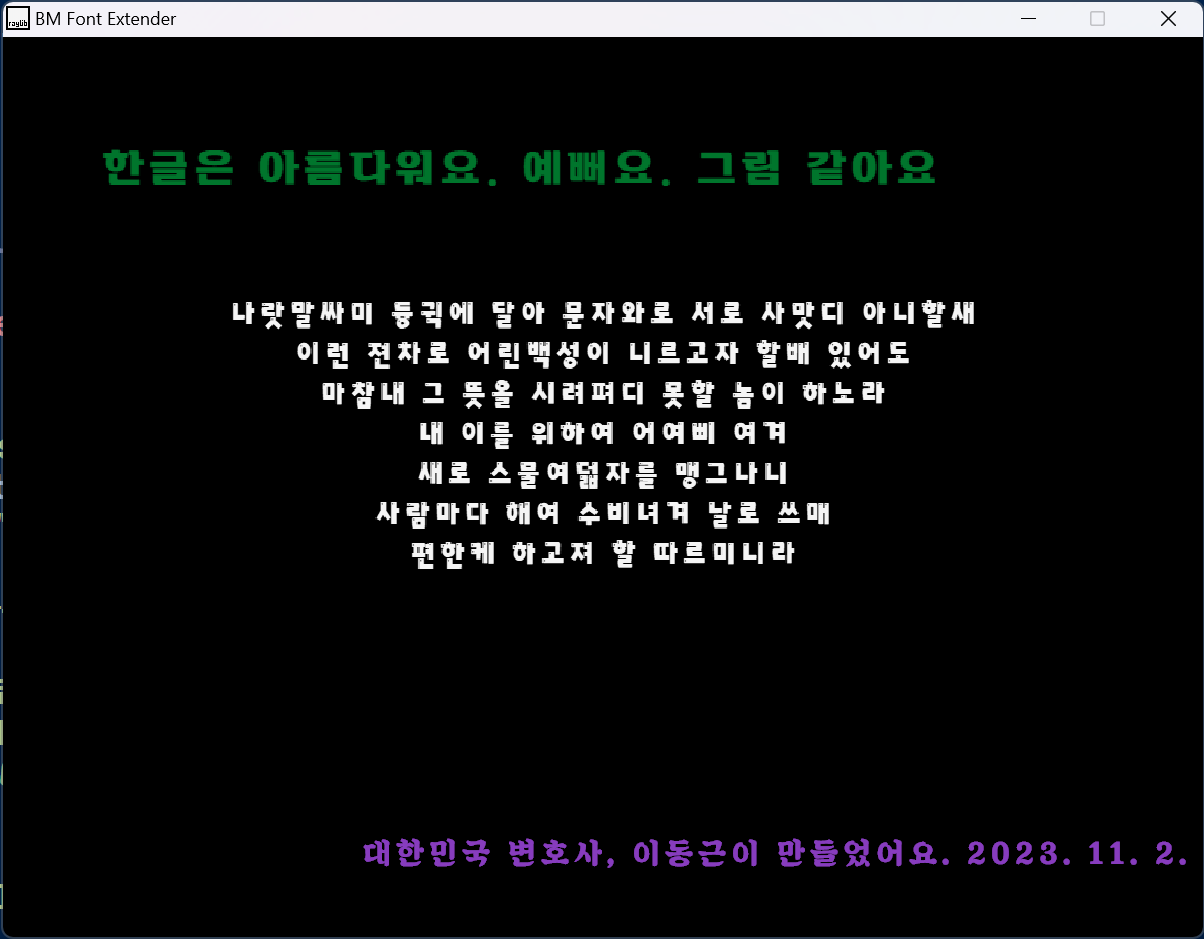 raylib
BM Font Extender
한글은 아름다워요. 예뻐요. 그림 같아요
나랏말싸미 듕귁에 달아 문자와로 서로 사맛디 아니할새
이런 젼차로 어린백성이 니르고자 할배 있어도
마참내 그 뜻올 시려펴디 못할 놈이 하노라
내 이를 위하여 어여삐 여겨
새로 스물여덟자를 맹그나니
사람마다 해여 수비녀겨 날로 쓰매
편한케 하고져 할 따르미니라
대한민국 변호사, 이동근이 만들었어요. 2023. 11. 2.